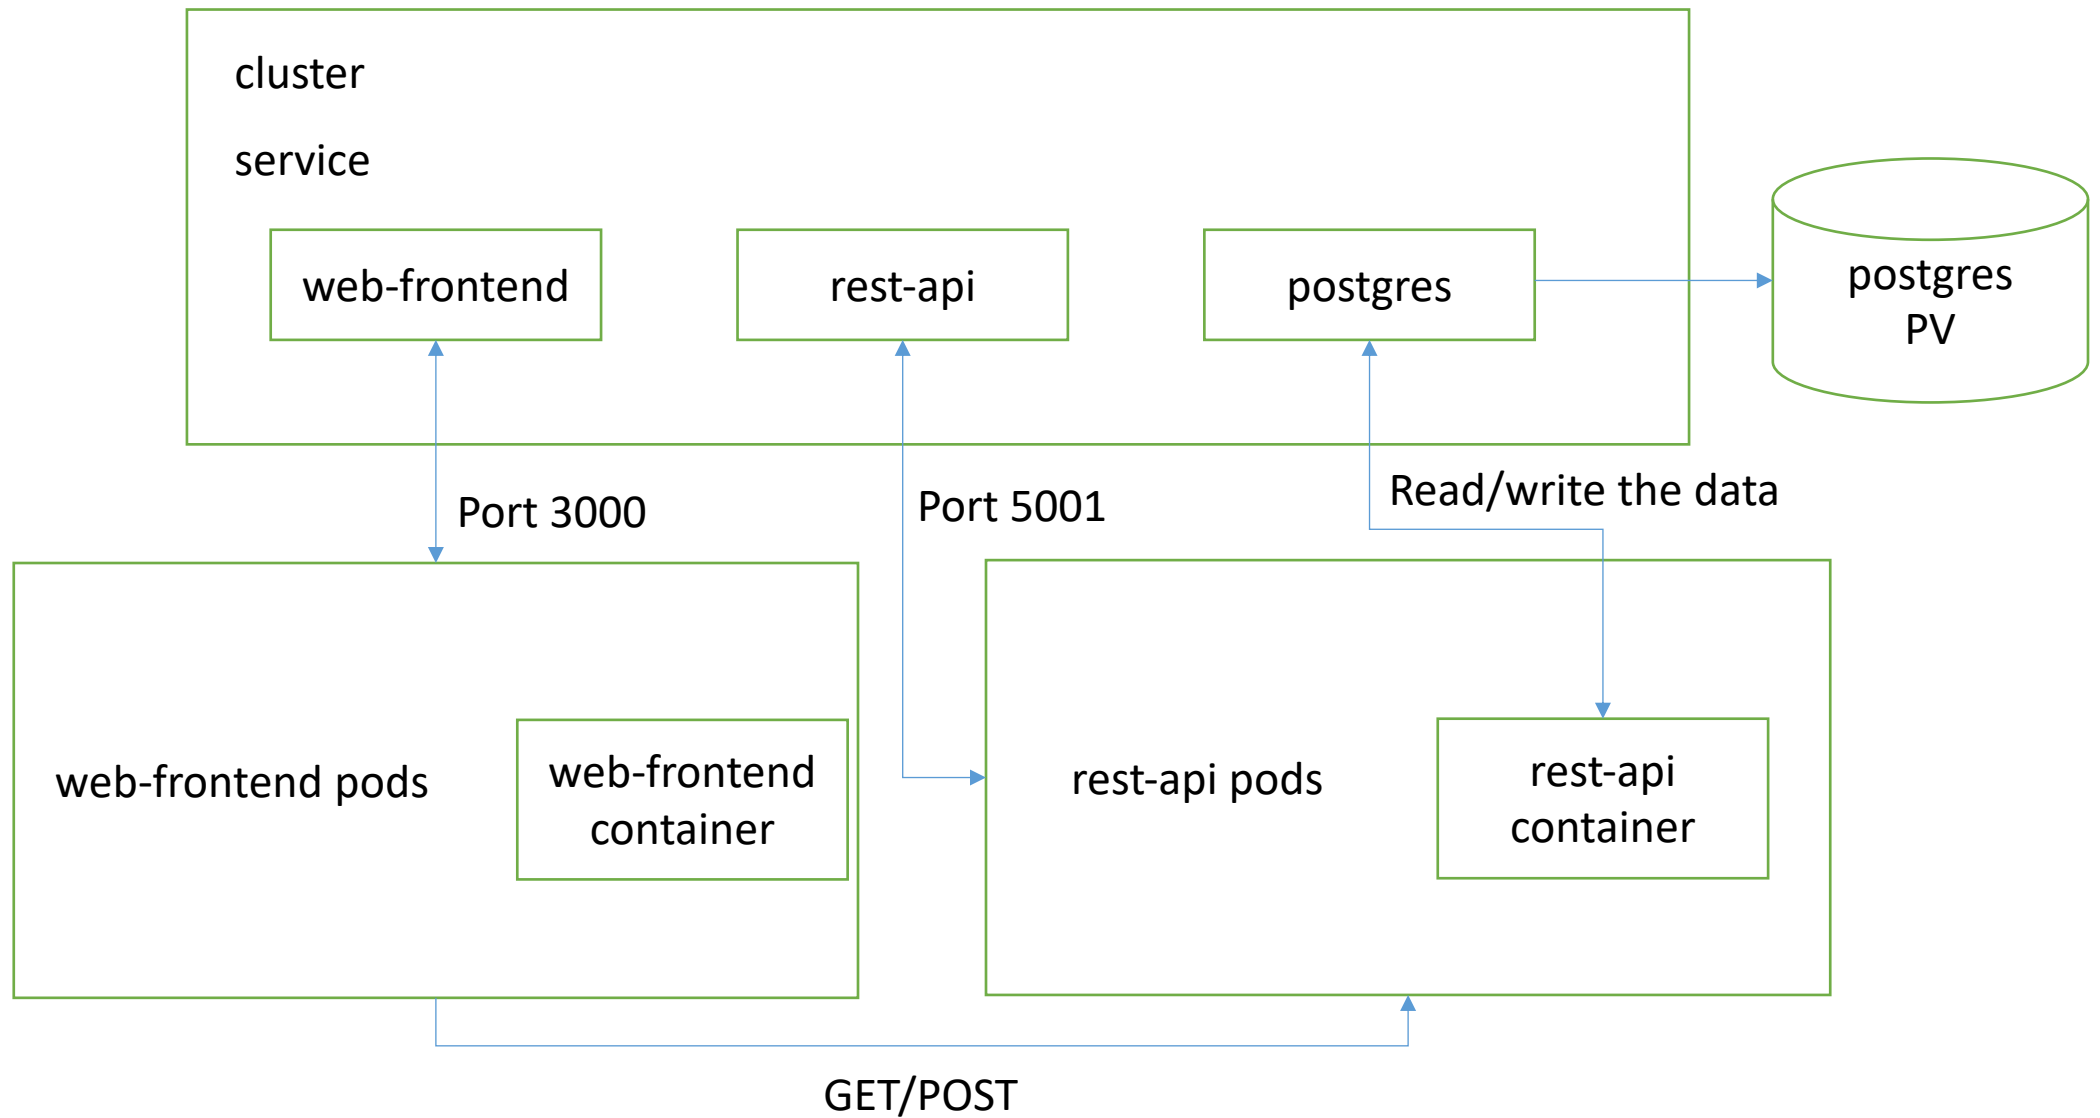 cluster
service
web-frontend
rest-api
postgres
postgres
PV
Port 3000
Port 5001
Read/write the data
web-frontend pods
web-frontend
container
rest-api pods
rest-api
container
GET/POST